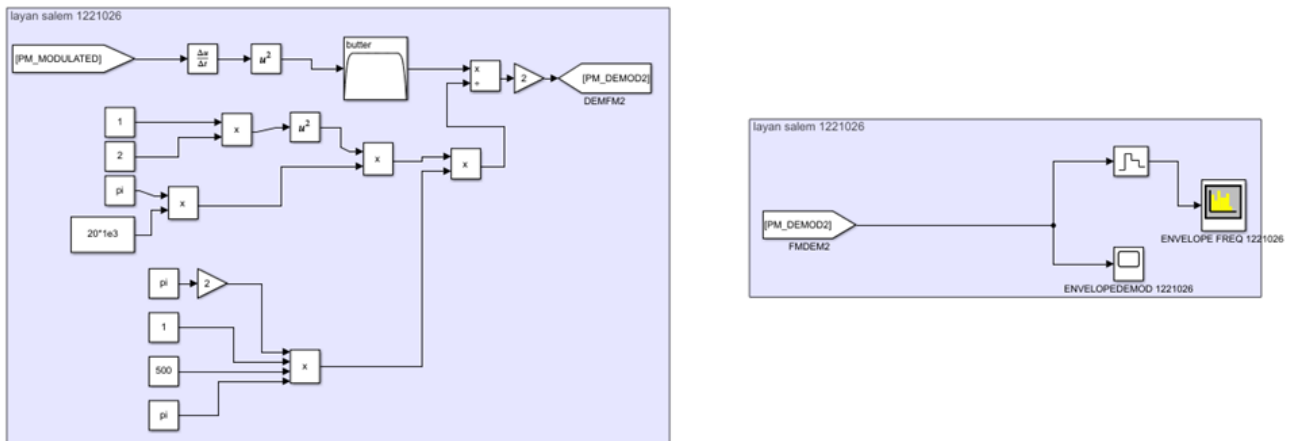 layan salem 1221026
[PM_MODULATED]
Δu
Δt
u²
butter
x
÷
2
[PM_DEMOD2]
DEMFM2
1
2
x
u²
x
x
pi
20*1e3
x
pi
2
1
500
pi
x
layan salem 1221026
[PM_DEMOD2]
FMDEM2
ENVELOPE FREQ 1221026
ENVELOPEDEMOD 1221026